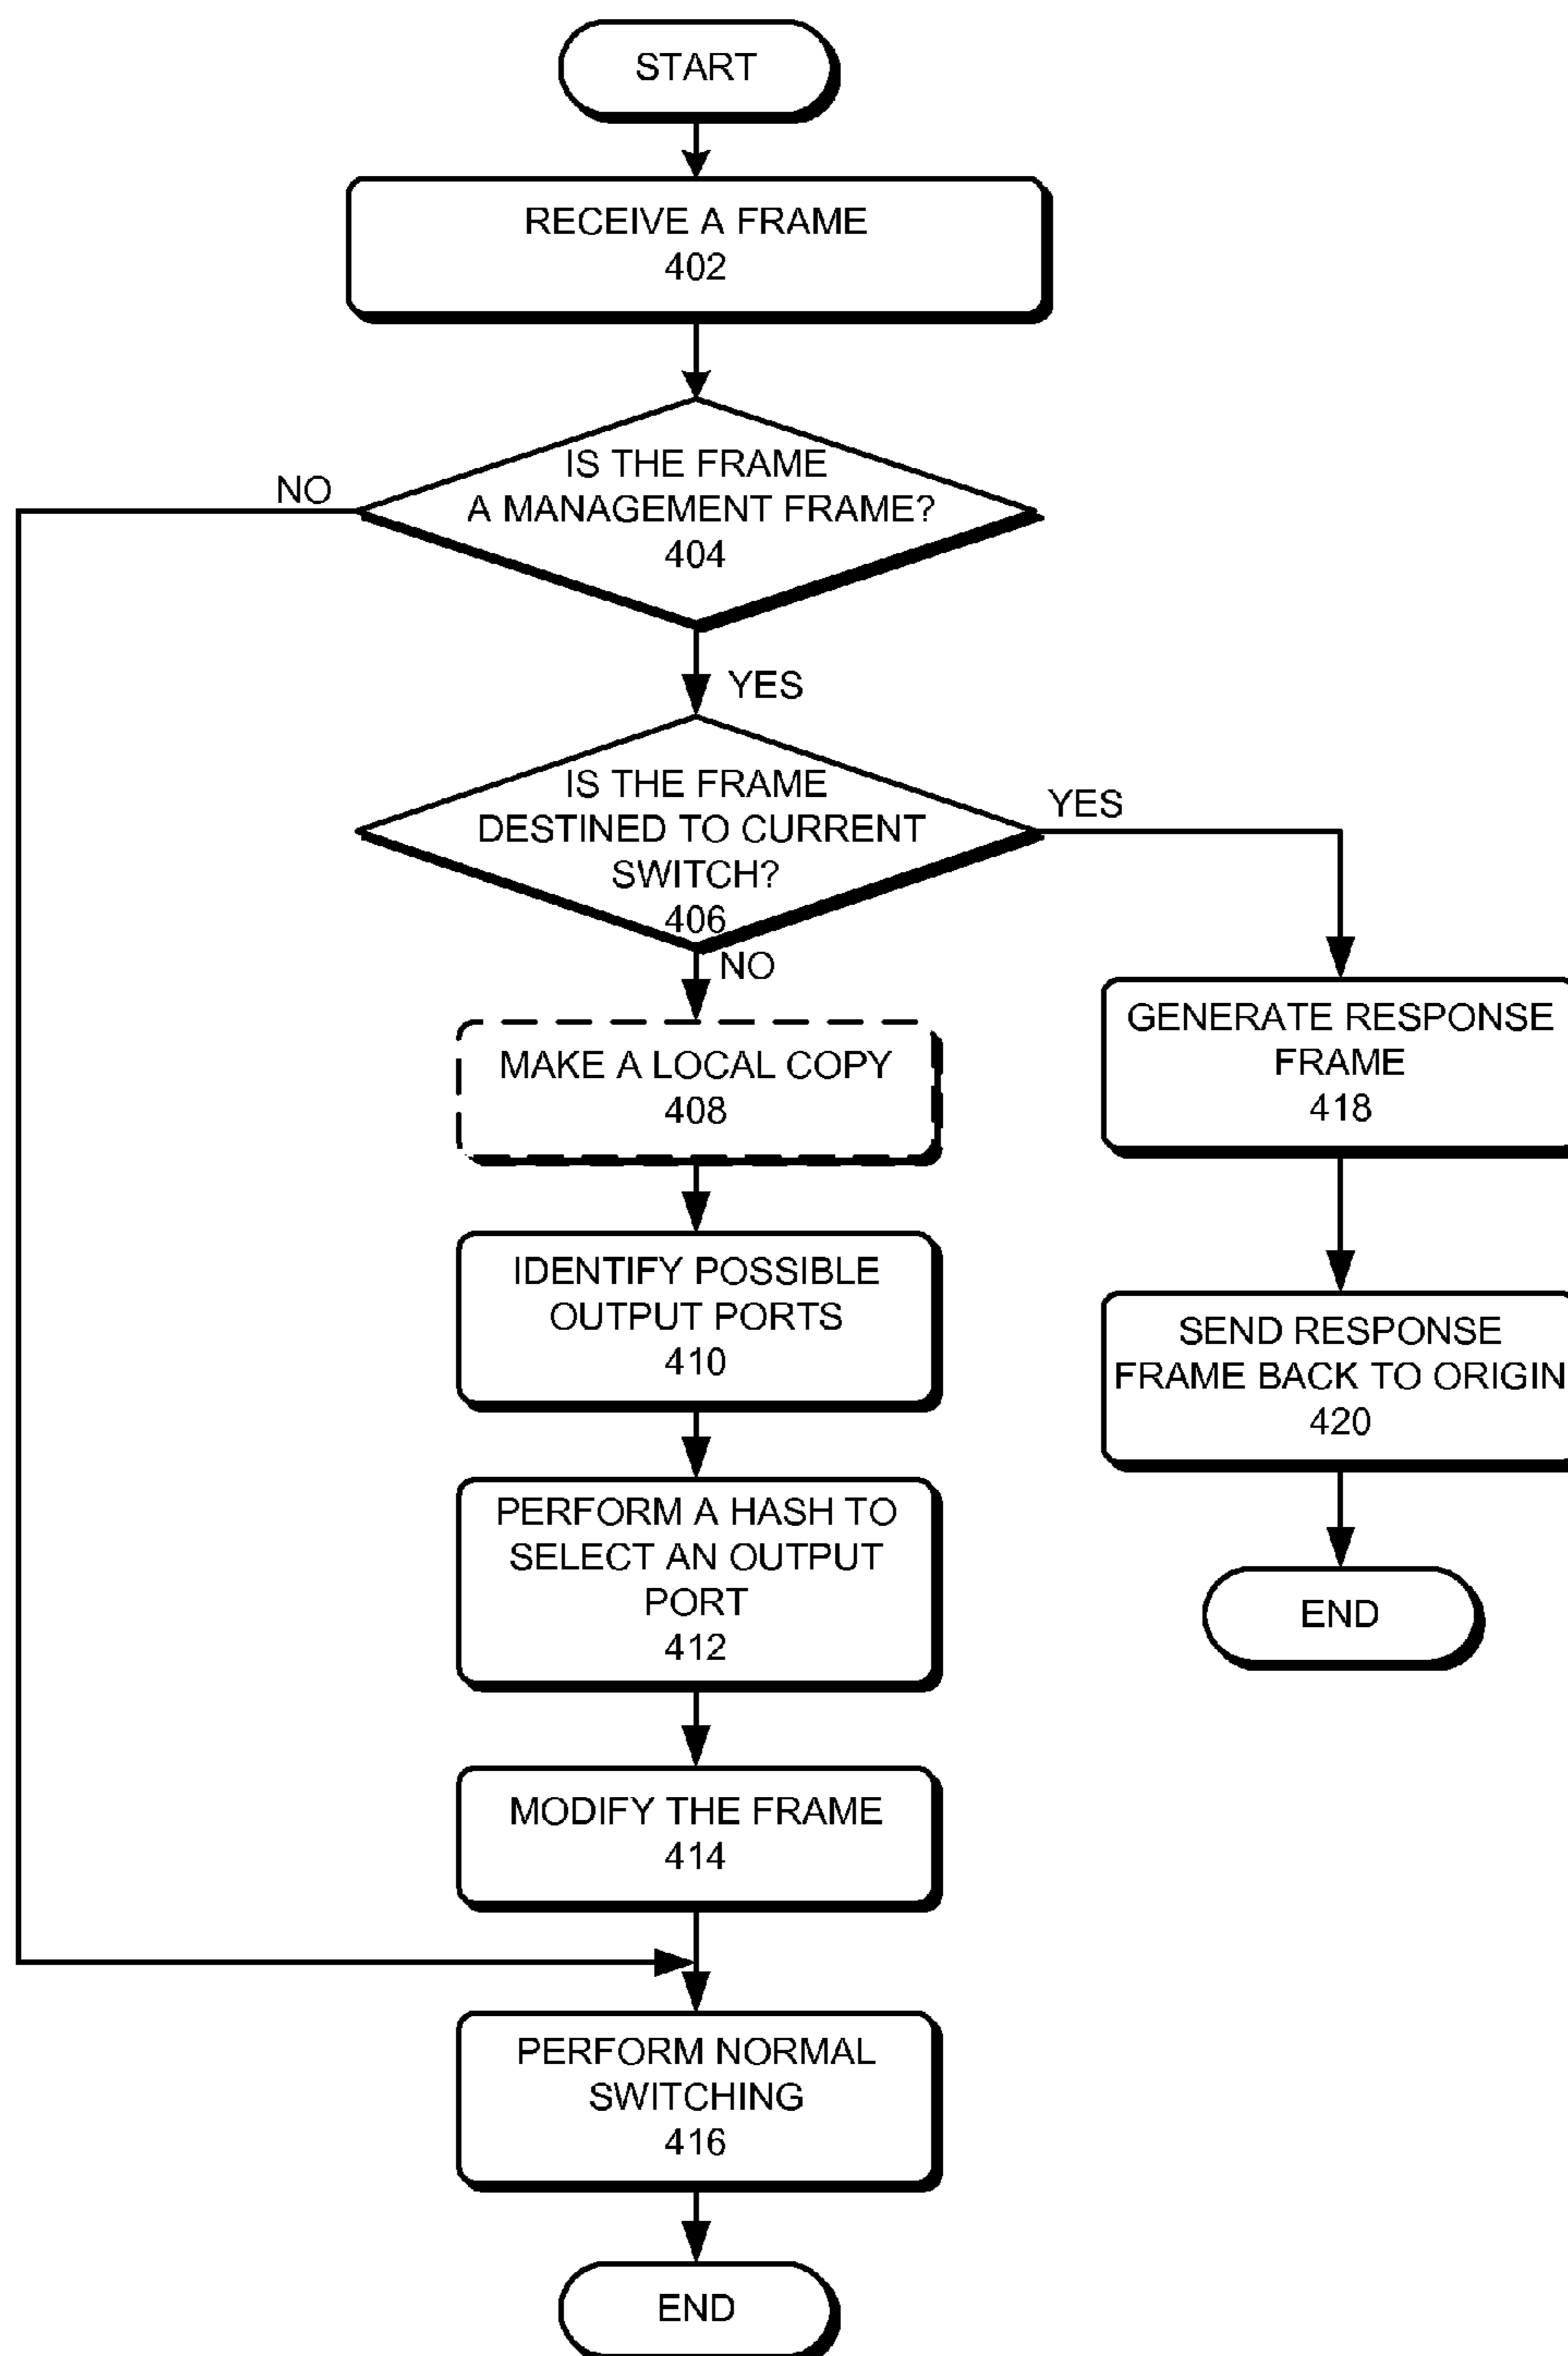 START
RECEIVE A FRAME
402
IS THE FRAME
A MANAGEMENT FRAME?
404
NO
YES
IS THE FRAME
DESTINED TO CURRENT
SWITCH?
406
YES
NO
MAKE A LOCAL COPY
408
IDENTIFY POSSIBLE
OUTPUT PORTS
410
PERFORM A HASH TO
SELECT AN OUTPUT
PORT
412
MODIFY THE FRAME
414
PERFORM NORMAL
SWITCHING
416
END
GENERATE RESPONSE
FRAME
418
SEND RESPONSE
FRAME BACK TO ORIGIN
420
END